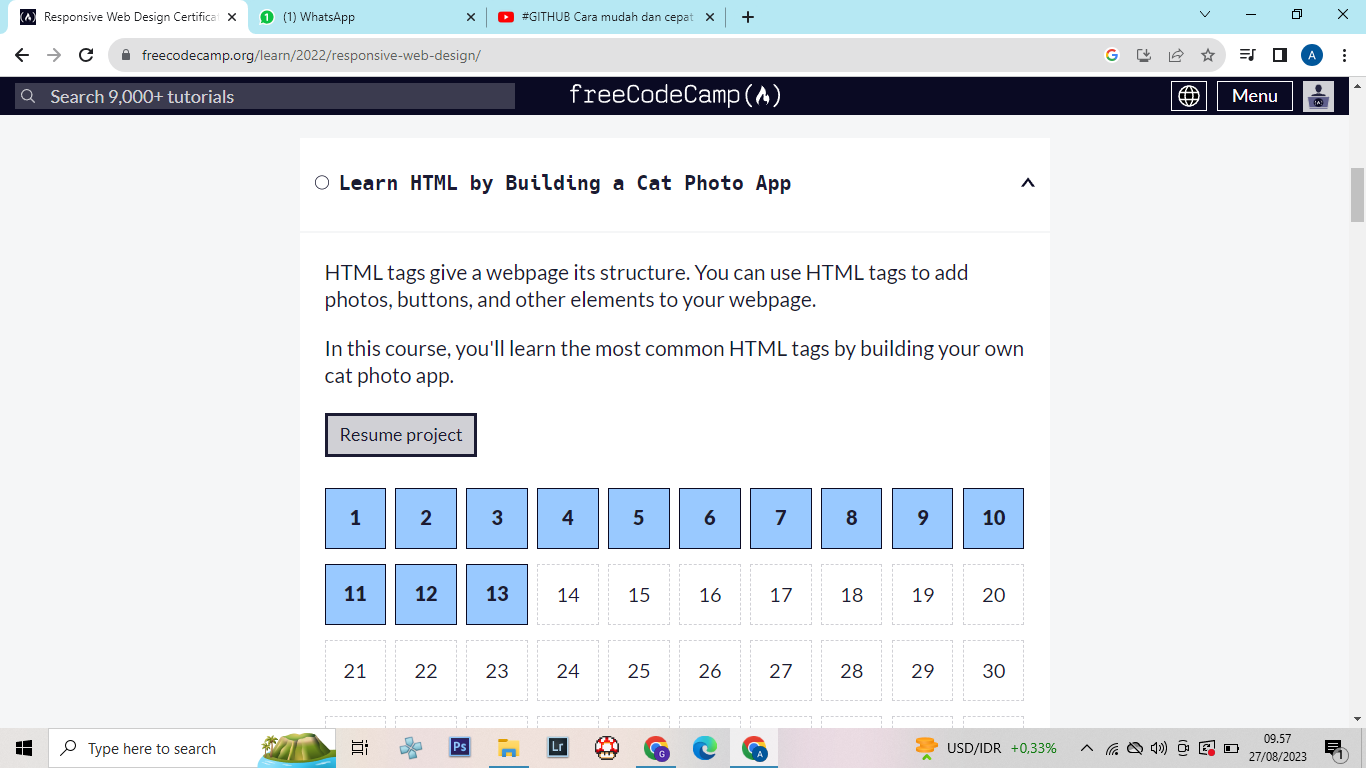 Responsive Web Design Certificat
(1) WhatsApp
#GITHUB Cara mudah dan cepat
freecodecamp.org/learn/2022/responsive-web-design/
A
Search 9,000+ tutorials
freeCodeCamp
Menu
Learn HTML by Building a Cat Photo App
HTML tags give a webpage its structure. You can use HTML tags to add
photos, buttons, and other elements to your webpage.
In this course, you'll learn the most common HTML tags by building your own
cat photo app.
Resume project
1 2 3 4 5 6 7 8 9 10
11 12 13 14 15 16 17 18 19 20
21 22 23 24 25 26 27 28 29 30
Type here to search
Ps
Lr
G
A
USD/IDR +0,33%
09.57
27/08/2023
1